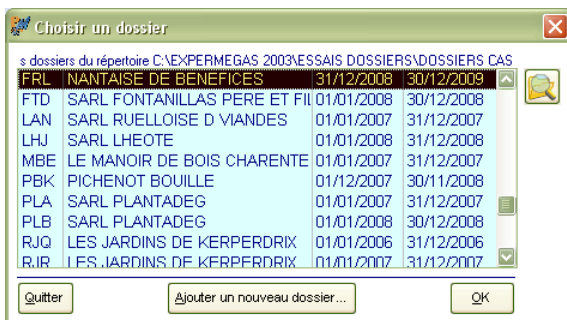 Choisir un dossier
s dossiers du répertoire C:\EXPERMEGAS 2003\ESSAIS DOSSIERS\DOSSIERS CAS
FRL NANTAISE DE BENEFICES 31/12/2008 30/12/2009
FTD SARL FONTANILLAS PERE ET FIL 01/01/2008 30/12/2008
LAN SARL RUELLOISE D VIANDES 01/01/2007 31/12/2007
LHJ SARL LHEOTE 01/01/2008 31/12/2008
MBE LE MANOIR DE BOIS CHARENTE 01/01/2007 31/12/2007
PBK PICHENOT BOUILLE 01/12/2007 30/11/2008
PLA SARL PLANTADEG 01/01/2007 31/12/2007
PLB SARL PLANTADEG 01/01/2008 30/12/2008
RJQ LES JARDINS DE KERPERDRIX 01/01/2006 31/12/2006
RJR LES JARDINS DE KERPERDRIX 01/01/2007 31/12/2007
Quitter Ajouter un nouveau dossier... OK